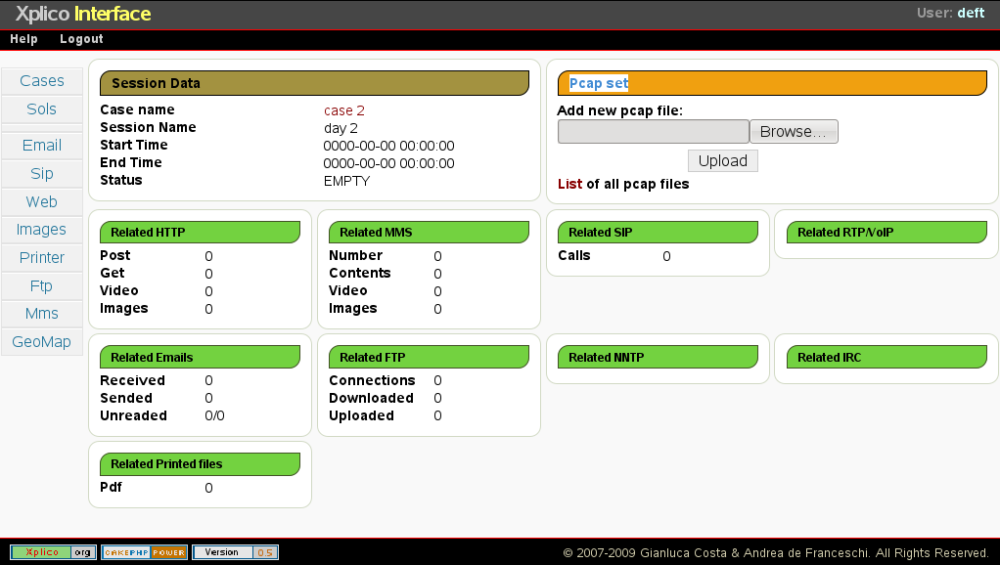 Xplico Interface
User: deft
Help Logout
Cases
Sols
Email
Sip
Web
Images
Printer
Ftp
Mms
GeoMap
Session Data
Case name case 2
Session Name day 2
Start Time 0000-00-00 00:00:00
End Time 0000-00-00 00:00:00
Status EMPTY
Pcap set
Add new pcap file:
Browse...
Upload
List of all pcap files
Related HTTP
Post 0
Get 0
Video 0
Images 0
Related MMS
Number 0
Contents 0
Video 0
Images 0
Related SIP
Calls 0
Related RTP/VoIP
Related Emails
Received 0
Sended 0
Unreaded 0/0
Related FTP
Connections 0
Downloaded 0
Uploaded 0
Related NNTP
Related IRC
Related Printed files
Pdf 0
Xplico org CAKEPHP POWER Version 0.5
© 2007-2009 Gianluca Costa & Andrea de Franceschi. All Rights Reserved.